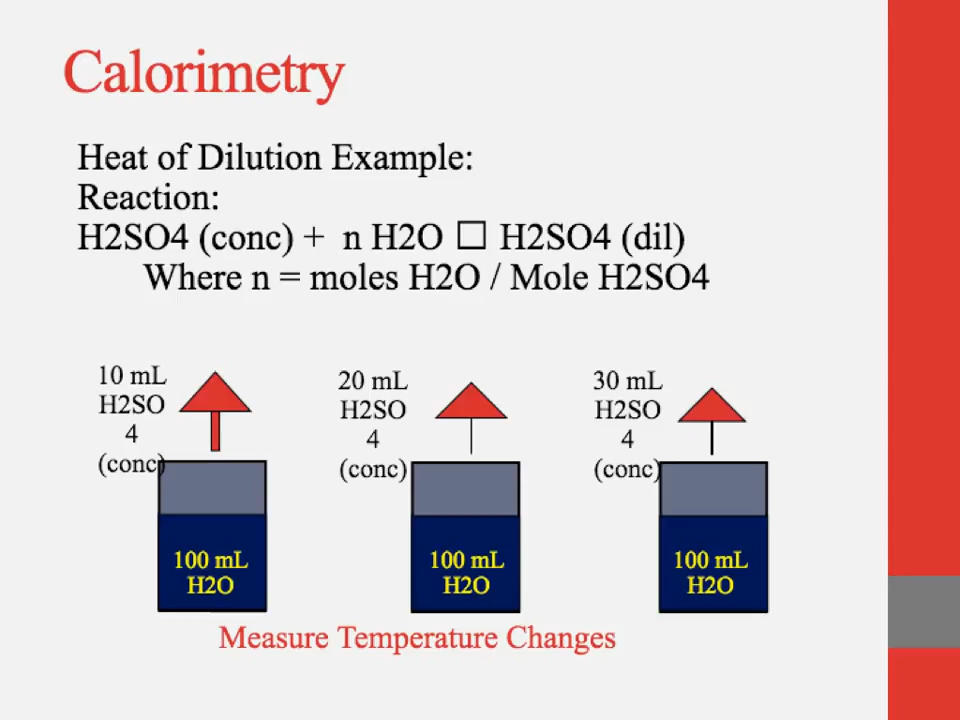 Calorimetry
Heat of Dilution Example:
Reaction:
H2SO4 (conc) +  n H2O □ H2SO4 (dil)
Where n = moles H2O / Mole H2SO4
10 mL
H2SO
4
(conc)
20 mL
H2SO
4
(conc)
30 mL
H2SO
4
(conc)
100 mL
H2O
100 mL
H2O
100 mL
H2O
Measure Temperature Changes